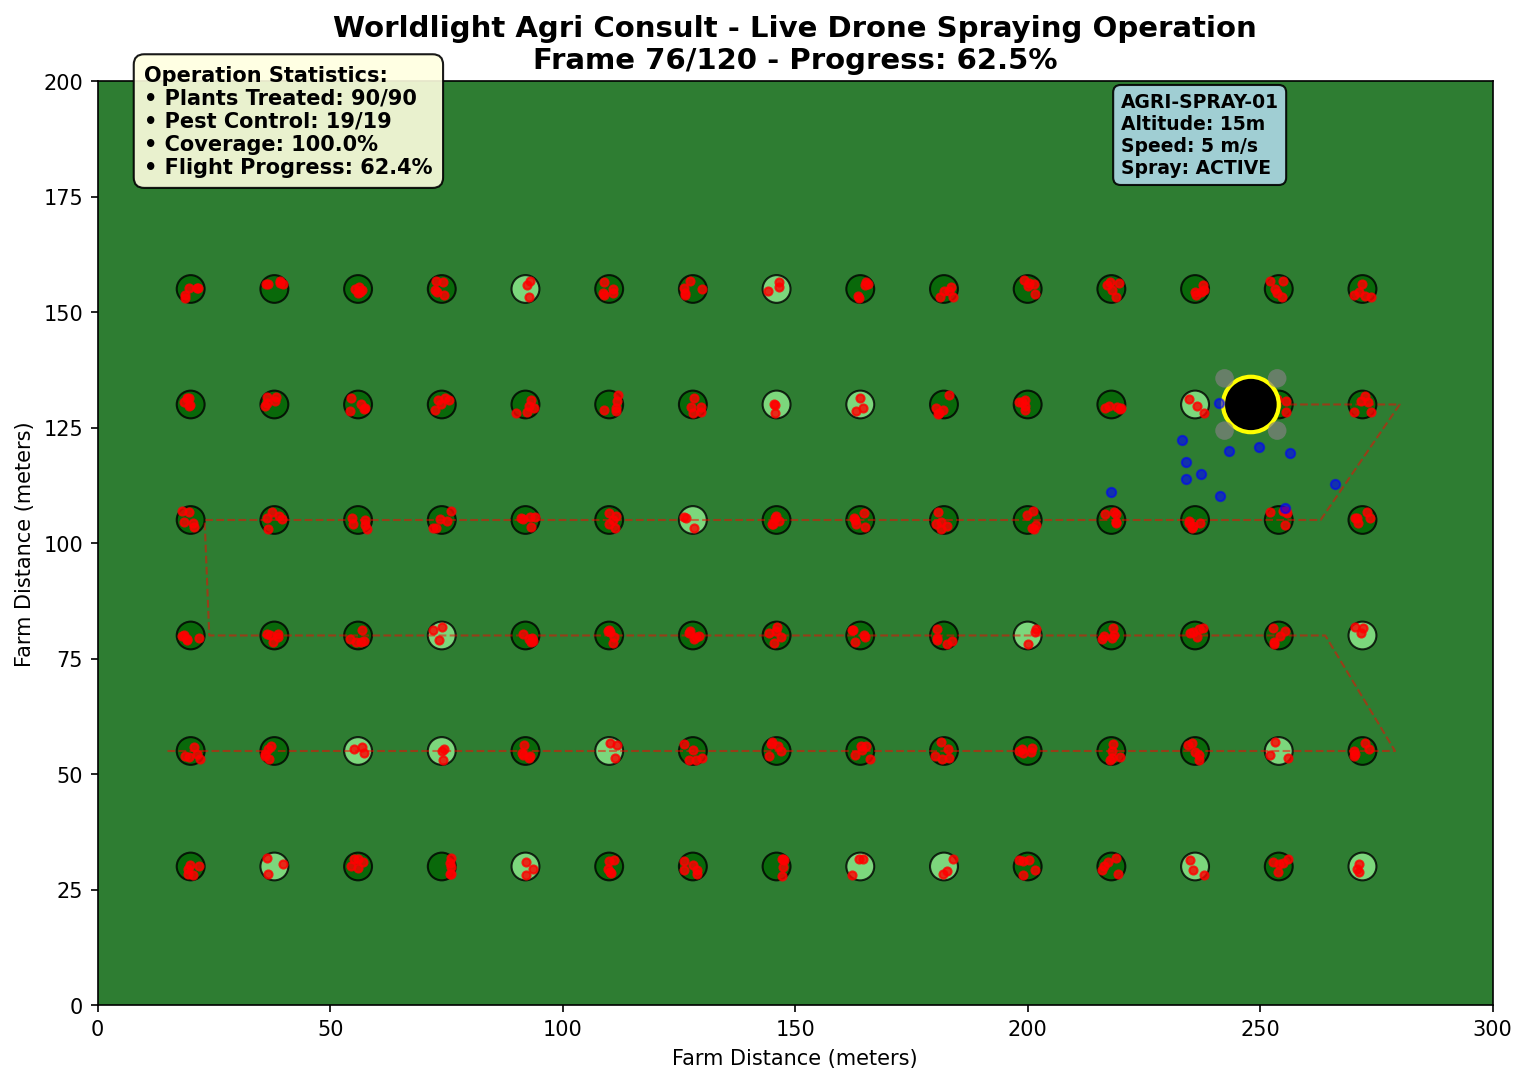 Worldlight Agri Consult - Live Drone Spraying Operation
Frame 76/120 - Progress: 62.5%
Operation Statistics:
• Plants Treated: 90/90
• Pest Control: 19/19
• Coverage: 100.0%
• Flight Progress: 62.4%
AGRI-SPRAY-01
Altitude: 15m
Speed: 5 m/s
Spray: ACTIVE
Farm Distance (meters)
200
175
150
125
100
75
50
25
0
0 50 100 150 200 250 300
Farm Distance (meters)